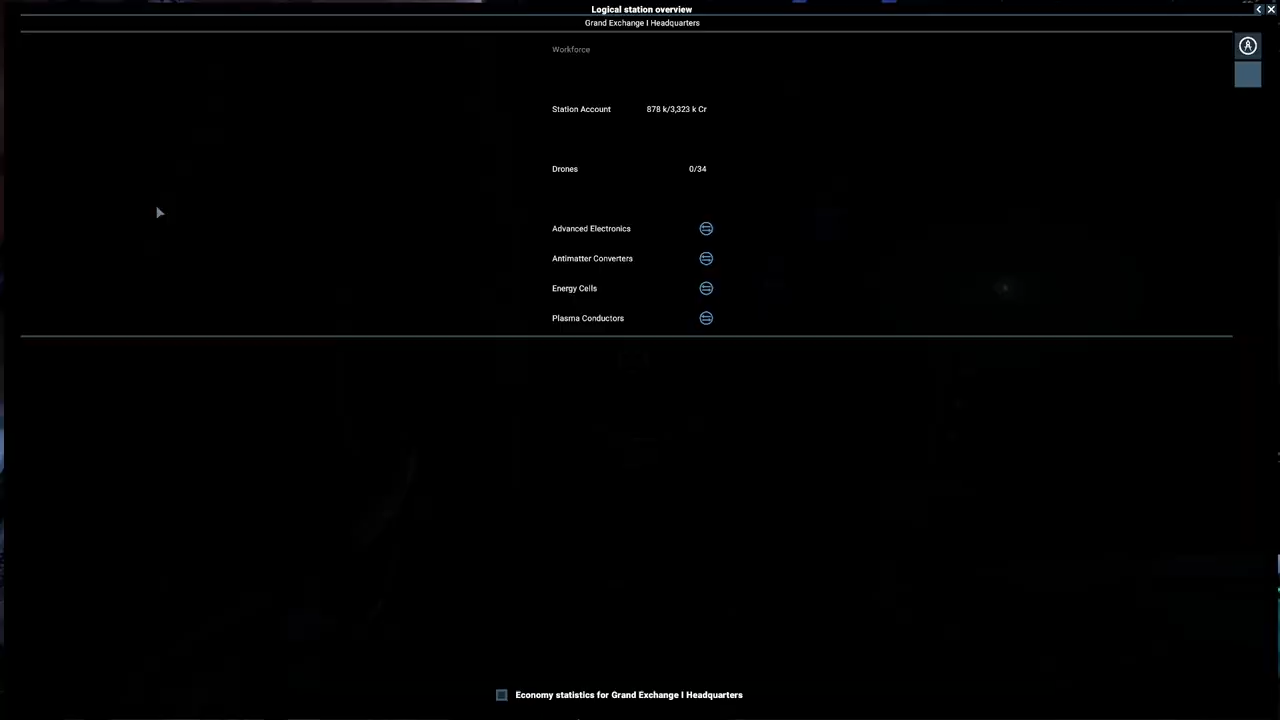 Logical station overview
Grand Exchange I Headquarters
Workforce
Station Account 878 k/3,323 k Cr
Drones 0/34
Advanced Electronics
Antimatter Converters
Energy Cells
Plasma Conductors
Economy statistics for Grand Exchange I Headquarters